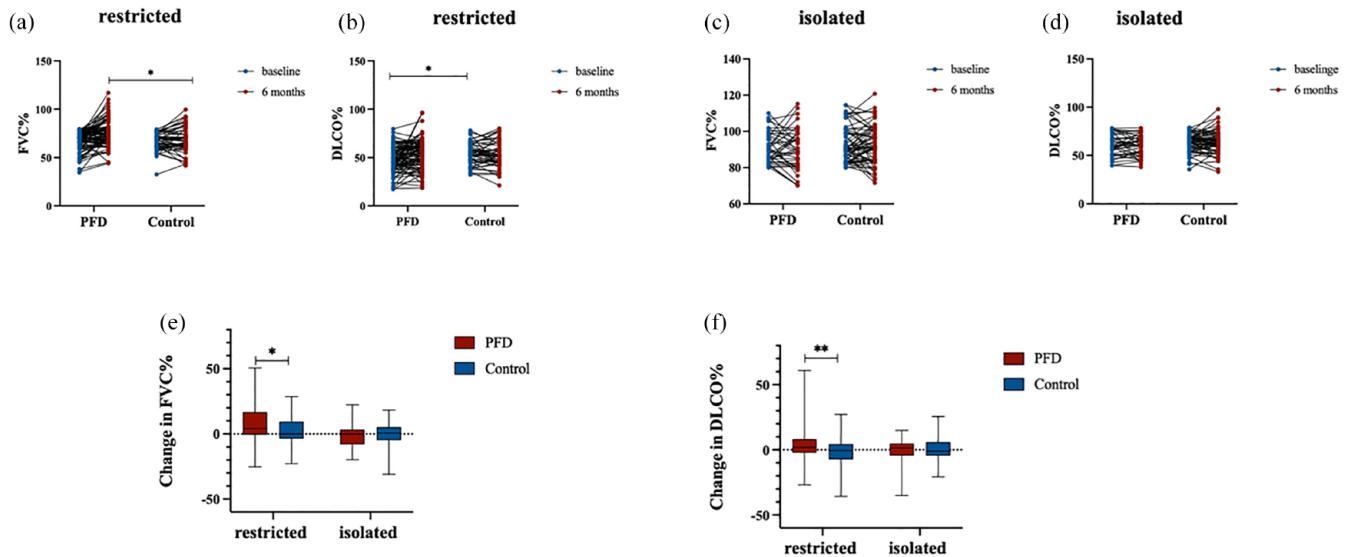 (a)
restricted
FVC%
150
100
50
0
*
baseline
6 months
PFD
Control
(b)
restricted
DLCO%
150
100
50
0
*
baseline
6 months
PFD
Control
(c)
isolated
FVC%
140
120
100
80
60
baseline
6 months
PFD
Control
(d)
isolated
DLCO%
150
100
50
0
baselinge
6 months
PFD
Control
(e)
Change in FVC%
50
0
-50
*
PFD
Control
restricted
isolated
(f)
Change in DLCO%
50
0
-50
**
PFD
Control
restricted
isolated